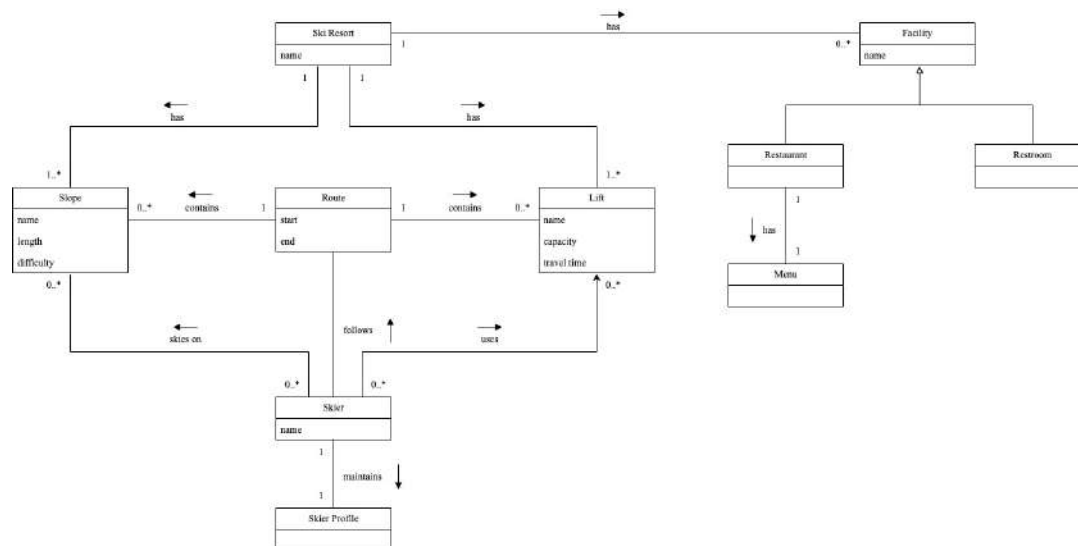 has
Ski Resort
1
0..*
Facility
name
name
1
1
has
has
Restaurant
Restroom
1..*
1..*
Slope
0..*
contains
1
Route
1
contains
0..*
Lift
1
name
start
name
has
length
end
capacity
difficulty
travel time
1
0..*
0..*
Menu
skies on
follows
uses
0..*
0..*
Skier
name
1
maintains
1
Skier Profile